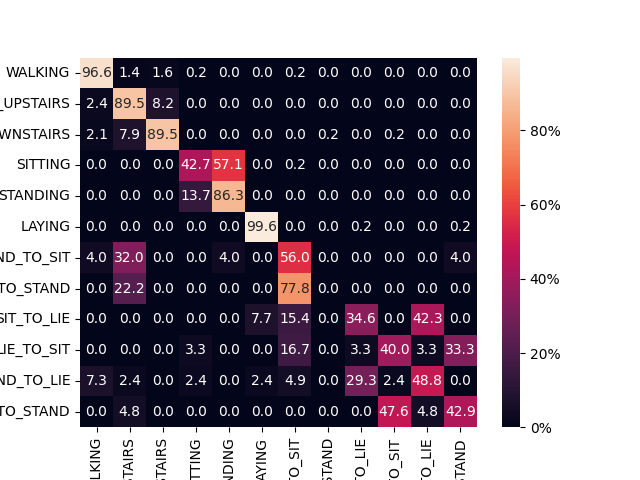 WALKING 96.6 1.4 1.6 0.2 0.0 0.0 0.2 0.0 0.0 0.0 0.0 0.0
_UPSTAIRS 2.4 89.5 8.2 0.0 0.0 0.0 0.0 0.0 0.0 0.0 0.0 0.0
WNSTAIRS 2.1 7.9 89.5 0.0 0.0 0.0 0.0 0.2 0.0 0.2 0.0 0.0
SITTING 0.0 0.0 0.0 42.7 57.1 0.0 0.2 0.0 0.0 0.0 0.0 0.0
STANDING 0.0 0.0 0.0 13.7 86.3 0.0 0.0 0.0 0.0 0.0 0.0 0.0
LAYING 0.0 0.0 0.0 0.0 0.0 99.6 0.0 0.0 0.2 0.0 0.0 0.2
ND_TO_SIT 4.0 32.0 0.0 0.0 4.0 0.0 56.0 0.0 0.0 0.0 0.0 4.0
TO_STAND 0.0 22.2 0.0 0.0 0.0 0.0 77.8 0.0 0.0 0.0 0.0 0.0
SIT_TO_LIE 0.0 0.0 0.0 0.0 0.0 7.7 15.4 0.0 34.6 0.0 42.3 0.0
LIE_TO_SIT 0.0 0.0 0.0 3.3 0.0 0.0 16.7 0.0 3.3 40.0 3.3 33.3
ND_TO_LIE 7.3 2.4 0.0 2.4 0.0 2.4 4.9 0.0 29.3 2.4 48.8 0.0
TO_STAND 0.0 4.8 0.0 0.0 0.0 0.0 0.0 0.0 0.0 47.6 4.8 42.9
LKING
STAIRS
STAIRS
TTING
NDING
AYING
TO_SIT
STAND
TO_LIE
TO_SIT
TO_LIE
STAND
80%
60%
40%
20%
0%